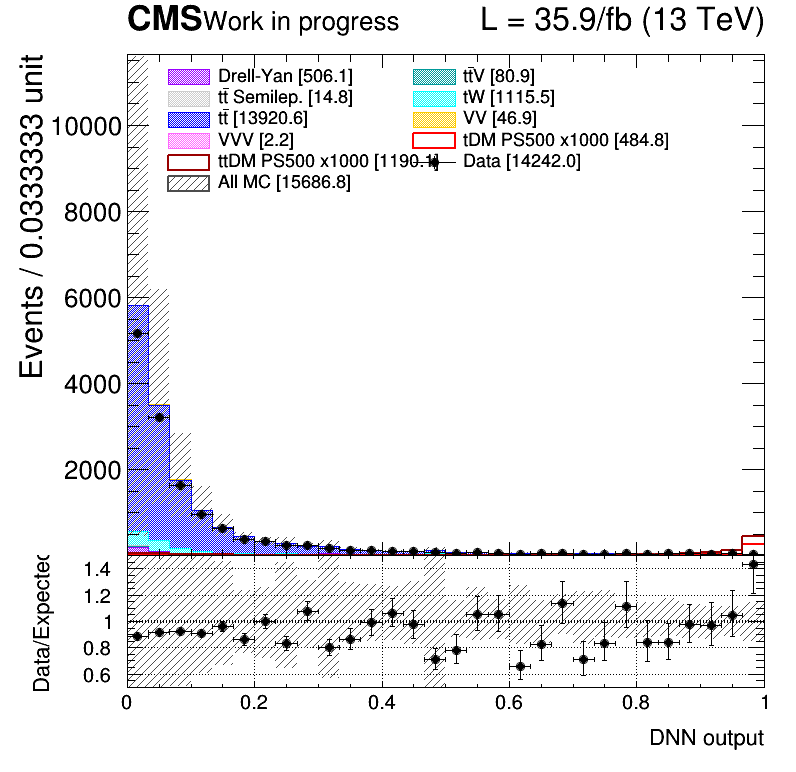 CMS Work in progress L = 35.9/fb (13 TeV)
Drell-Yan [506.1] tt̄V [80.9]
tt̄ Semilep. [14.8] tW [1115.5]
tt̄ [13920.6] VV [46.9]
VVV [2.2] tDM PS500 x1000 [484.8]
ttDM PS500 x1000 [1190.1] Data [14242.0]
All MC [15686.8]
Events / 0.0333333 unit
10000
8000
6000
4000
2000
Data/Expected
1.4
1.2
1
0.8
0.6
0 0.2 0.4 0.6 0.8 1
DNN output